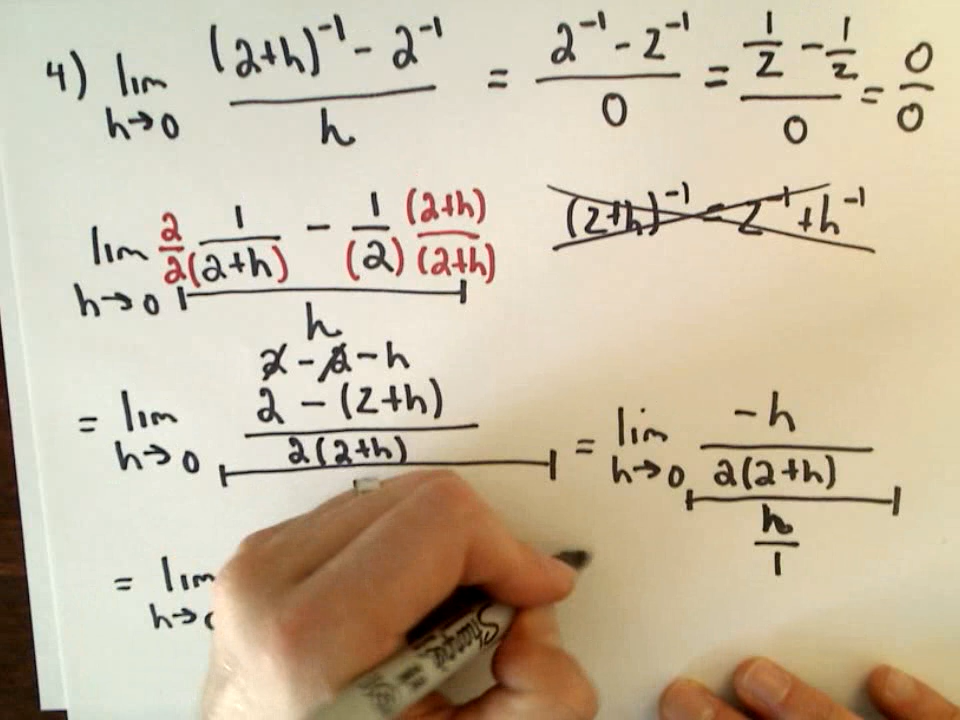 4) lim h→0 ((2+h)⁻¹ - 2⁻¹)/h = (2⁻¹ - 2⁻¹)/0 = (1/2 - 1/2)/0 = 0/0
(2+h)⁻¹ = 2⁻¹ + h⁻¹
lim h→0 (2/2 1/(2+h) - 1/(2) (2+h)/(2+h))/h
2 - 2 - h
= lim h→0 (2 - (2+h))/(2(2+h)) = lim h→0 (-h/(2(2+h)))/(h/1)
= lim h→
Sharpie